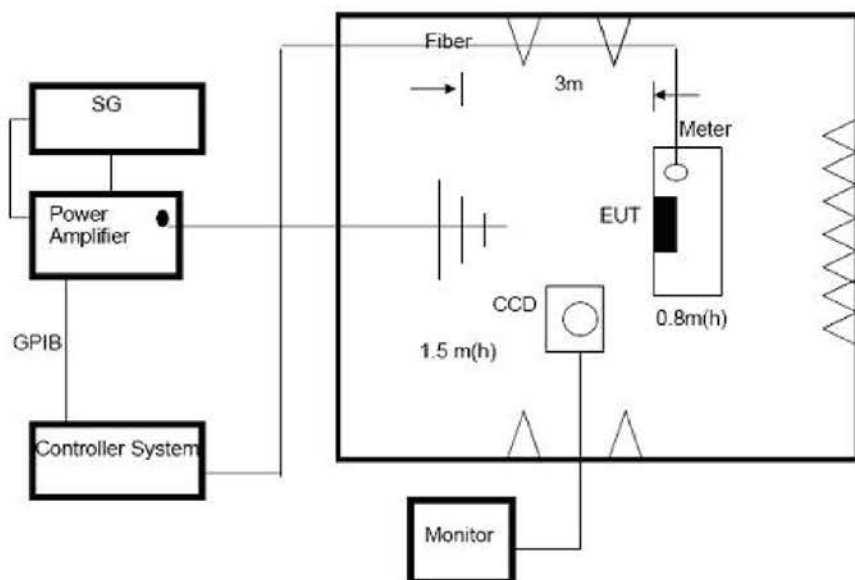 Fiber
3m
SG
Meter
Power
Amplifier
EUT
CCD
0.8m(h)
GPIB
1.5 m(h)
Controller System
Monitor